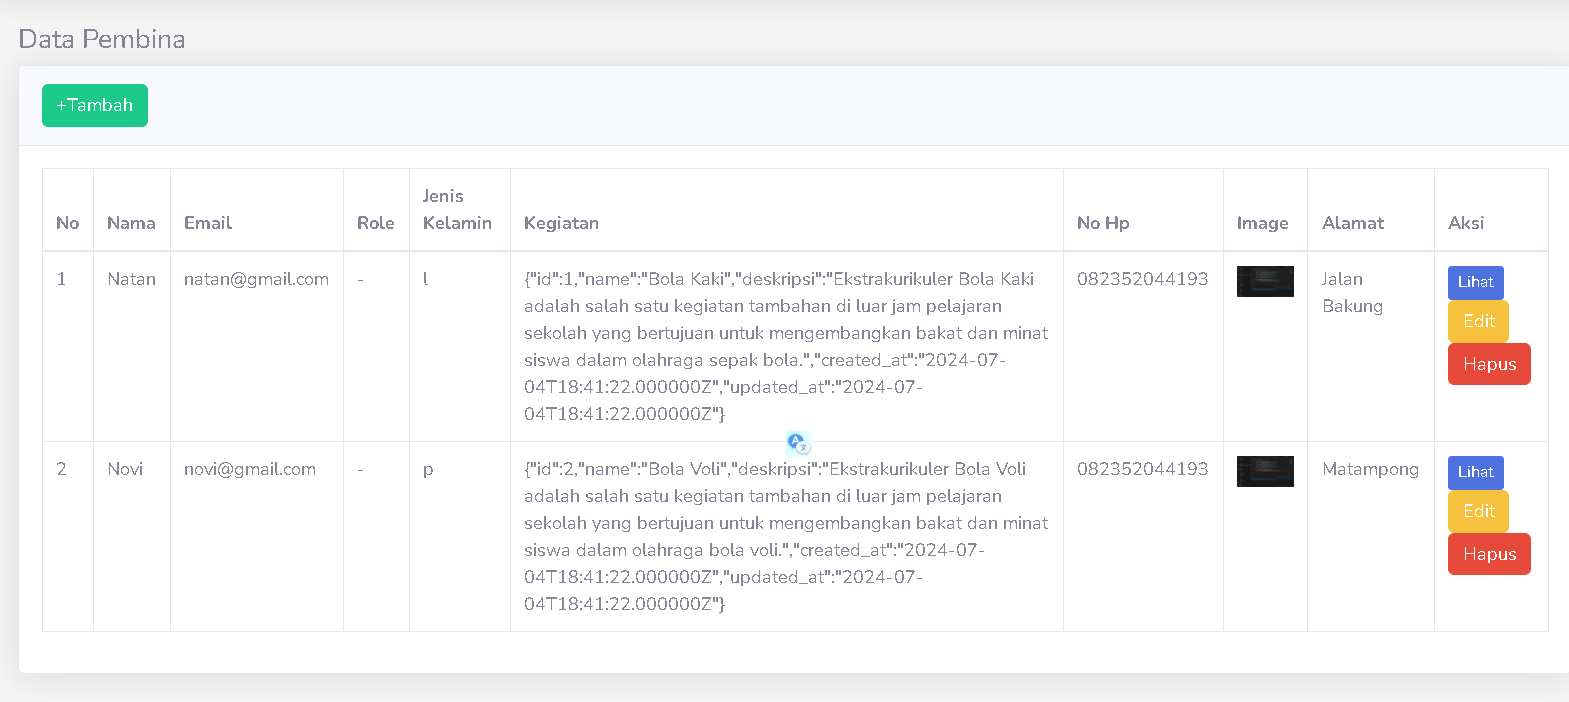 Data Pembina
+Tambah
No Nama Email Role Jenis Kelamin Kegiatan No Hp Image Alamat Aksi
1 Natan natan@gmail.com - l
{"id":1,"name":"Bola Kaki","deskripsi":"Ekstrakurikuler Bola Kaki
adalah salah satu kegiatan tambahan di luar jam pelajaran
sekolah yang bertujuan untuk mengembangkan bakat dan minat
siswa dalam olahraga sepak bola.","created_at":"2024-07-
04T18:41:22.000000Z","updated_at":"2024-07-
04T18:41:22.000000Z"}
082352044193
Jalan
Bakung
Lihat
Edit
Hapus
2 Novi novi@gmail.com - p
{"id":2,"name":"Bola Voli","deskripsi":"Ekstrakurikuler Bola Voli
adalah salah satu kegiatan tambahan di luar jam pelajaran
sekolah yang bertujuan untuk mengembangkan bakat dan minat
siswa dalam olahraga bola voli.","created_at":"2024-07-
04T18:41:22.000000Z","updated_at":"2024-07-
04T18:41:22.000000Z"}
082352044193
Matampong
Lihat
Edit
Hapus